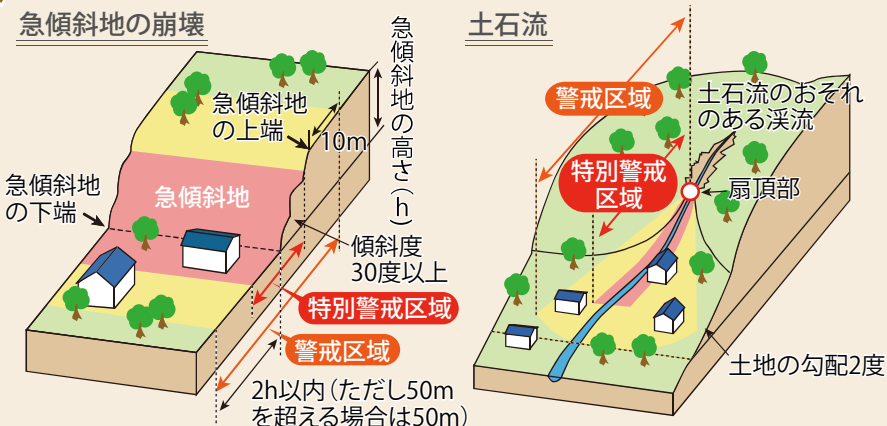 急傾斜地の崩壊
急傾斜地の高さ(h)
急傾斜地
の上端
10m
急傾斜地
の下端
急傾斜地
傾斜度
30度以上
特別警戒区域
警戒区域
2h以内(ただし50m
を超える場合は50m)
土石流
警戒区域
土石流のおそれ
のある渓流
特別警戒
区域
扇頂部
土地の勾配2度